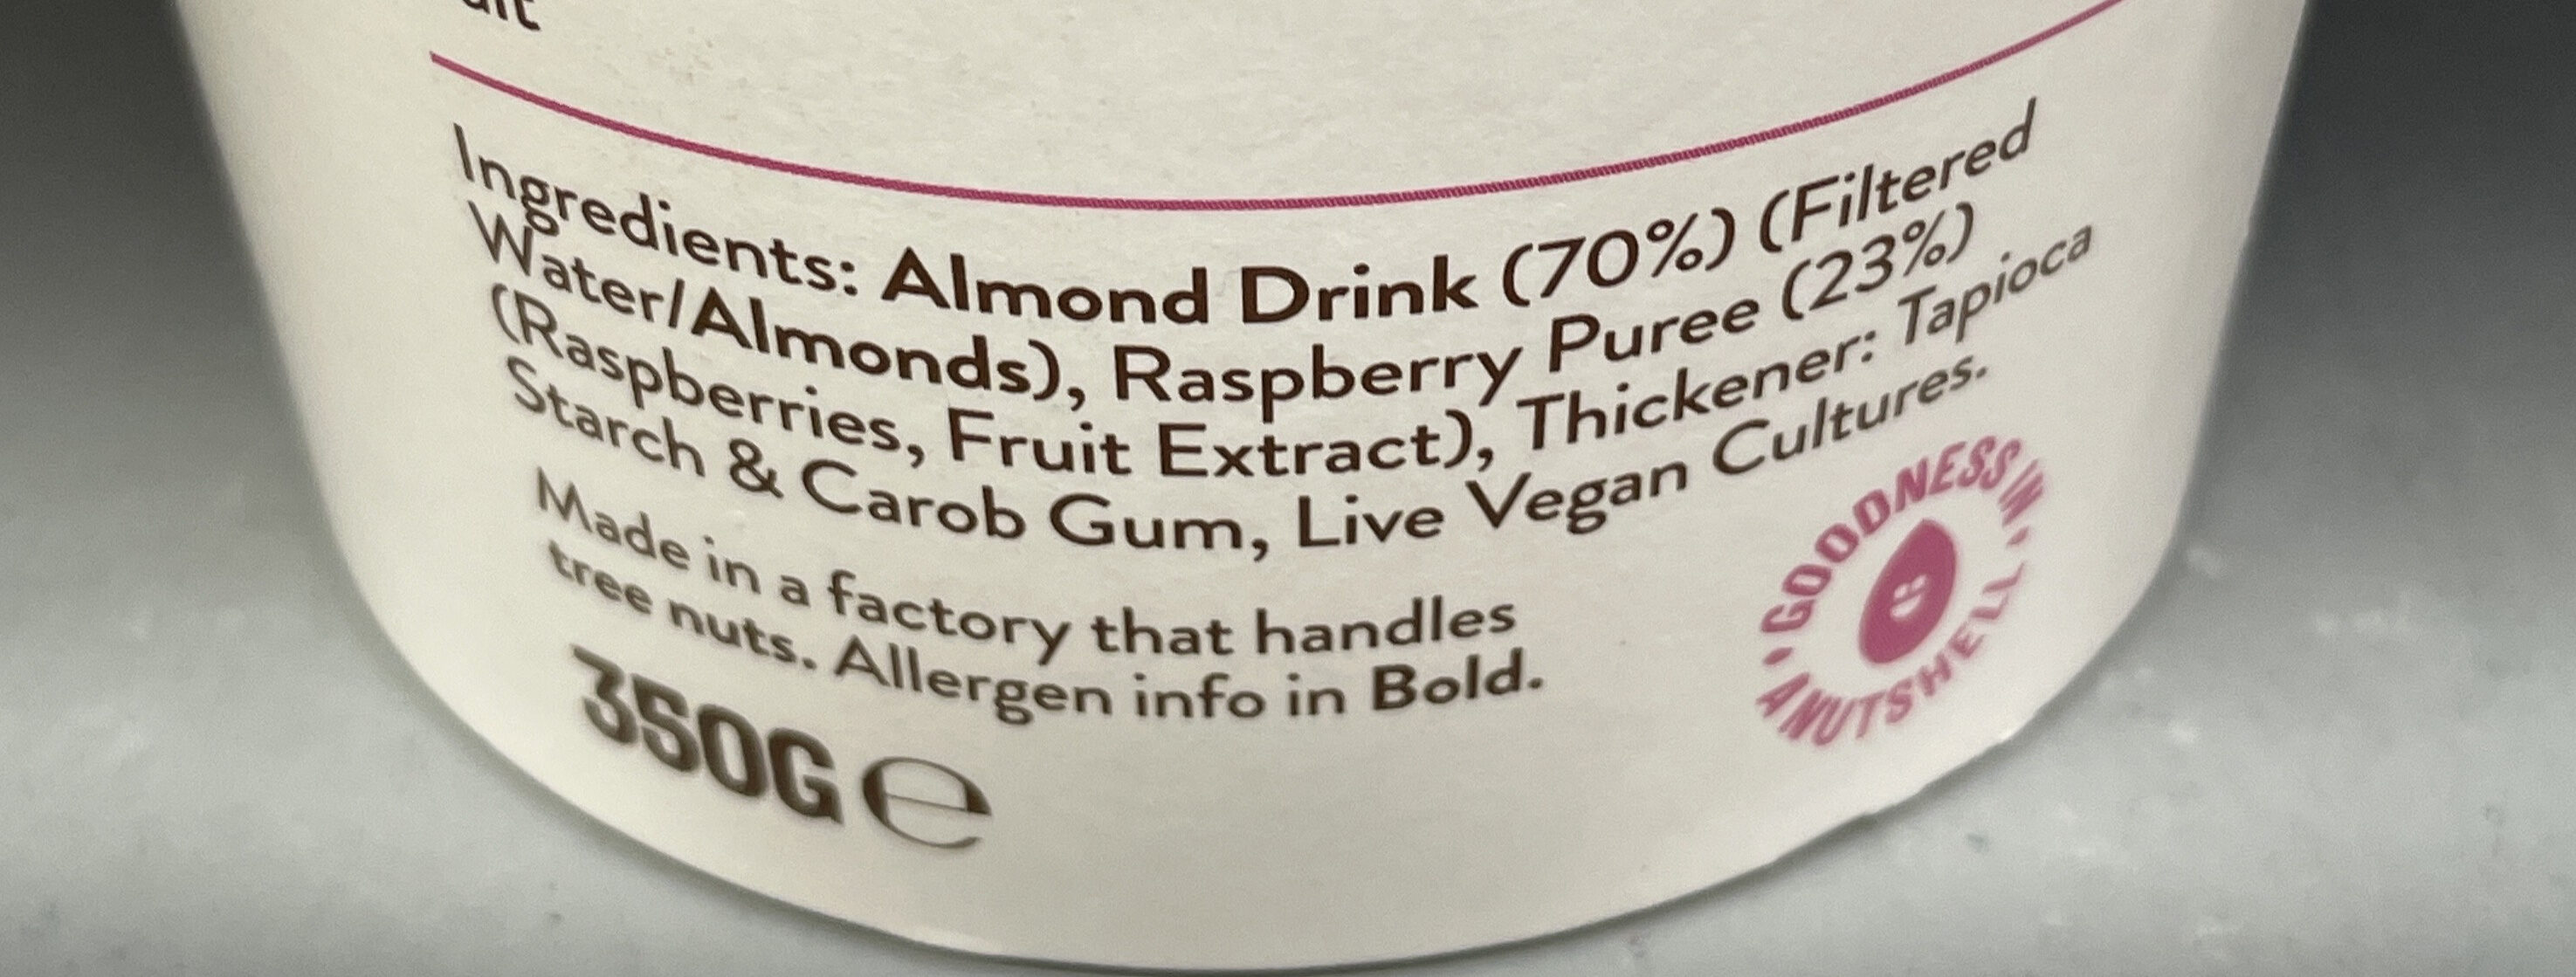 Ingredients: Almond Drink (70%) (Filtered
Water/Almonds), Raspberry Puree (23%)
(Raspberries, Fruit Extract), Thickener: Tapioca
Starch & Carob Gum, Live Vegan Cultures.
Made in a factory that handles
tree nuts. Allergen info in Bold.
350G ℮
• GOODNESS IN •
A NUTSHELL